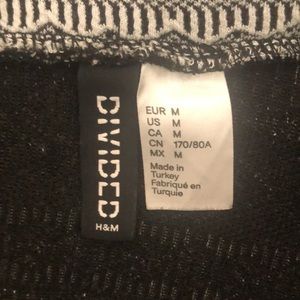 DIVIDED
H&M
EUR M
US M
CA M
CN 170/80A
MX M
Made in
Turkey
Fabriqué en
Turquie